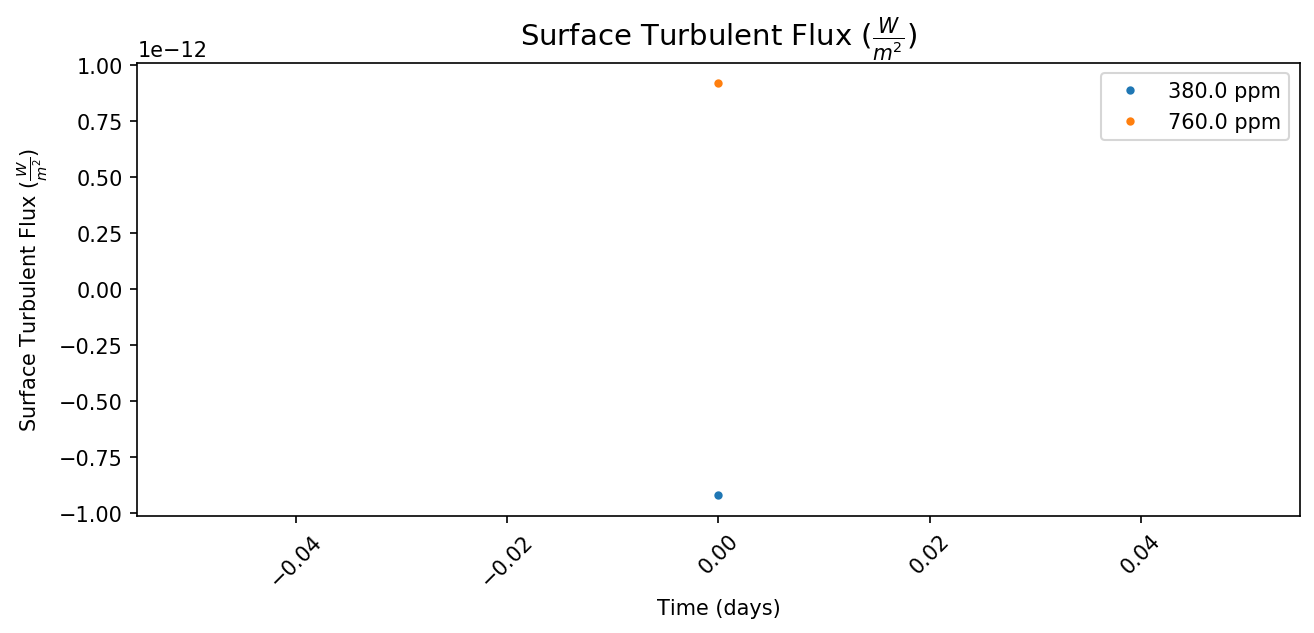 Surface Turbulent Flux (W/m²)
1e−12
1.00
0.75
0.50
0.25
0.00
−0.25
−0.50
−0.75
−1.00
Surface Turbulent Flux (W/m²)
380.0 ppm
760.0 ppm
−0.04
−0.02
0.00
0.02
0.04
Time (days)